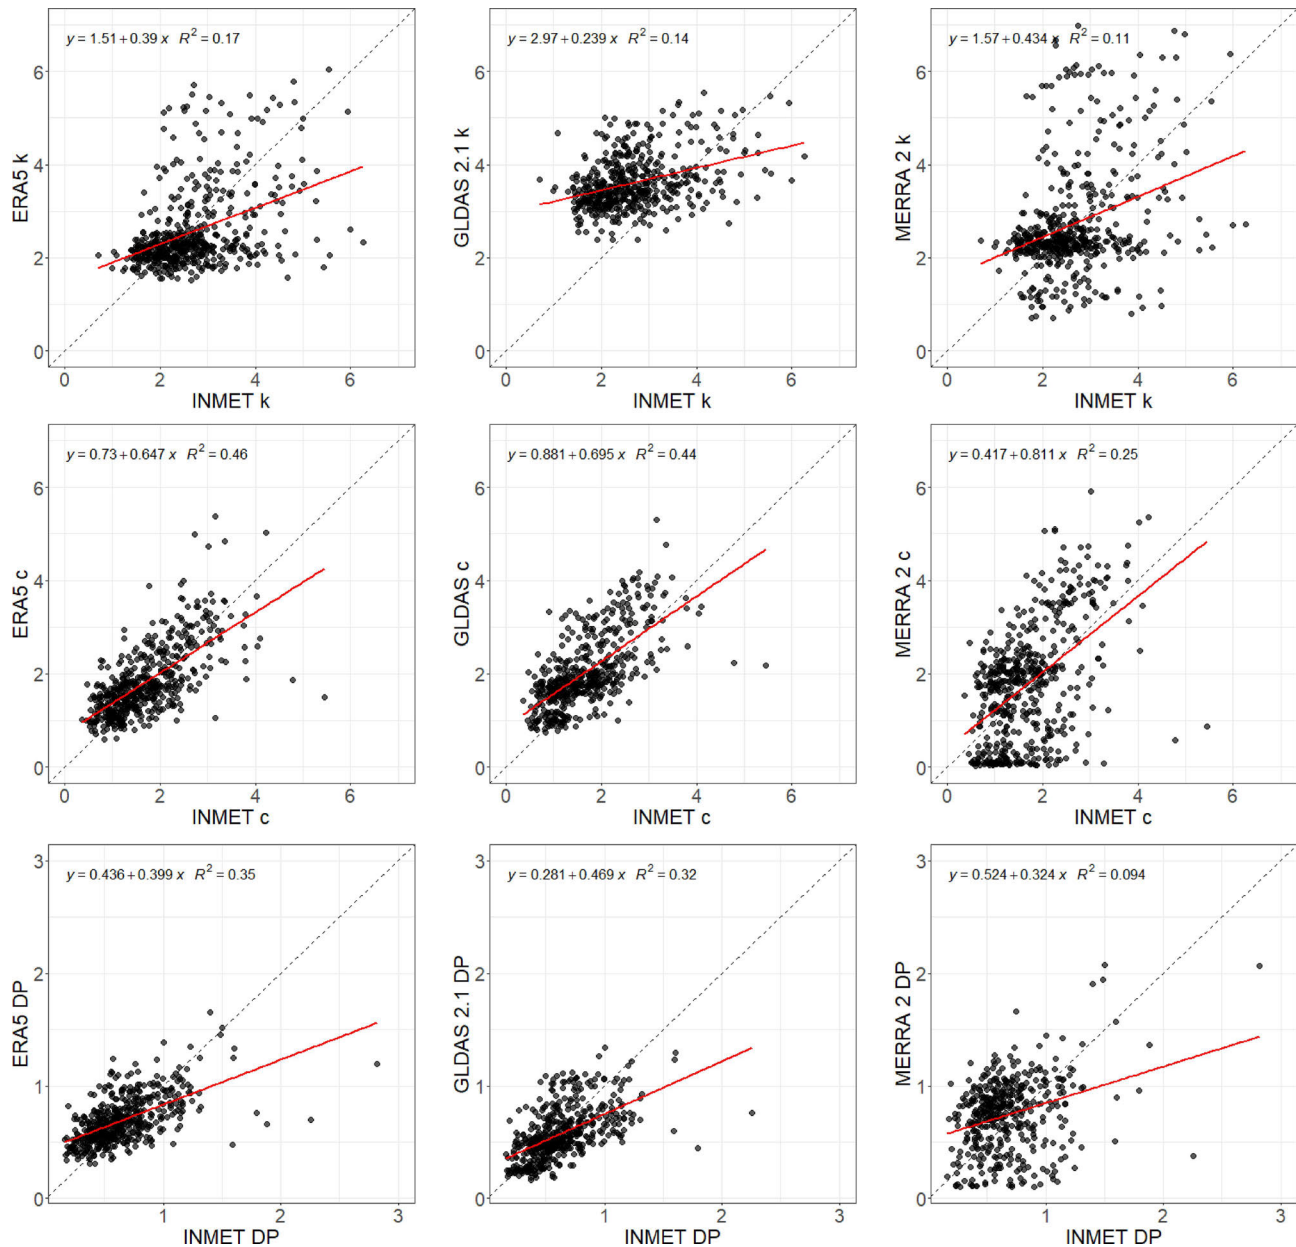 y = 1.51 + 0.39 x R² = 0.17
ERA5 k
6
4
2
0
0 2 4 6
INMET k
y = 2.97 + 0.239 x R² = 0.14
GLDAS 2.1 k
6
4
2
0
0 2 4 6
INMET k
y = 1.57 + 0.434 x R² = 0.11
MERRA 2 k
6
4
2
0
0 2 4 6
INMET k
y = 0.73 + 0.647 x R² = 0.46
ERA5 c
6
4
2
0
0 2 4 6
INMET c
y = 0.881 + 0.695 x R² = 0.44
GLDAS c
6
4
2
0
0 2 4 6
INMET c
y = 0.417 + 0.811 x R² = 0.25
MERRA 2 c
6
4
2
0
0 2 4 6
INMET c
3
y = 0.436 + 0.399 x R² = 0.35
ERA5 DP
2
1
0
1 2 3
INMET DP
3
y = 0.281 + 0.469 x R² = 0.32
GLDAS 2.1 DP
2
1
0
1 2 3
INMET DP
3
y = 0.524 + 0.324 x R² = 0.094
MERRA 2 DP
2
1
0
1 2 3
INMET DP